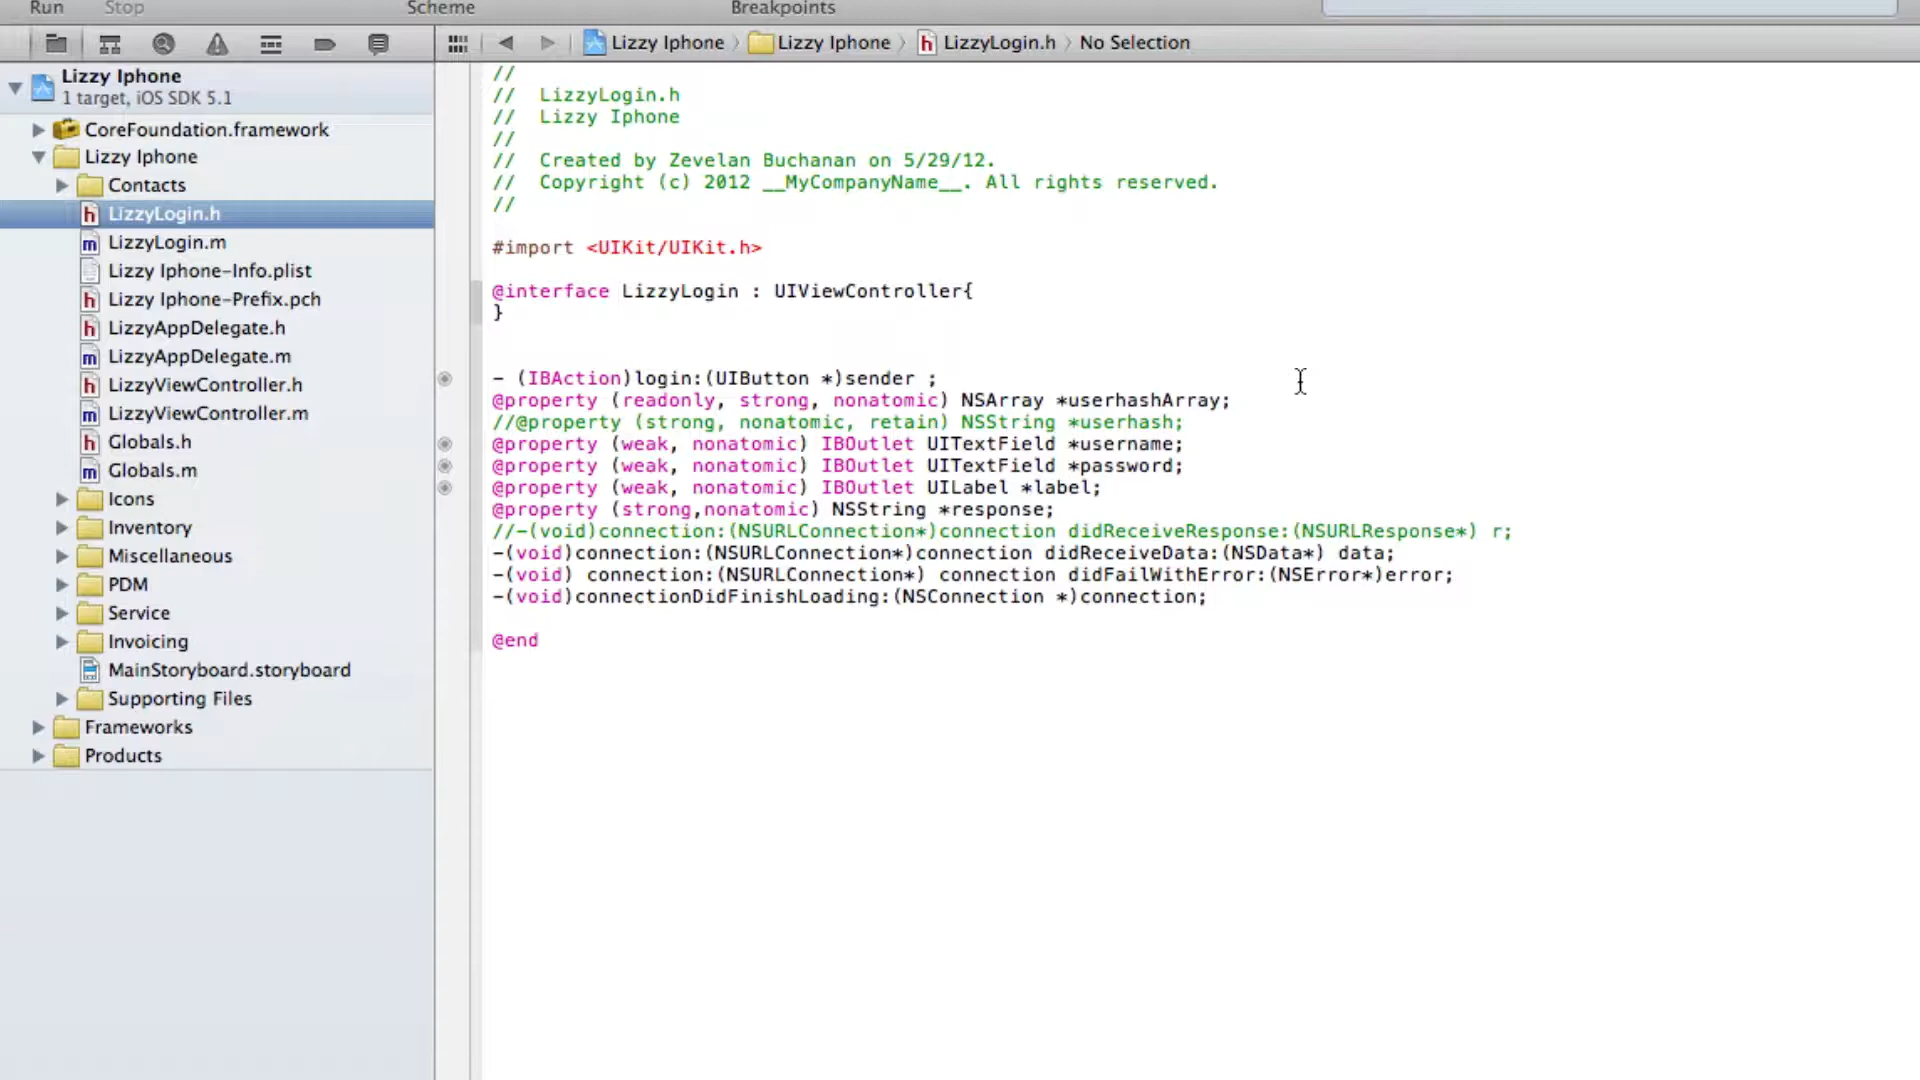 Run Stop Scheme Breakpoints
Lizzy Iphone Lizzy Iphone LizzyLogin.h No Selection
Lizzy Iphone
1 target, iOS SDK 5.1
CoreFoundation.framework
Lizzy Iphone
Contacts
LizzyLogin.h
LizzyLogin.m
Lizzy Iphone-Info.plist
Lizzy Iphone-Prefix.pch
LizzyAppDelegate.h
LizzyAppDelegate.m
LizzyViewController.h
LizzyViewController.m
Globals.h
Globals.m
Icons
Inventory
Miscellaneous
PDM
Service
Invoicing
MainStoryboard.storyboard
Supporting Files
Frameworks
Products
//
//  LizzyLogin.h
//  Lizzy Iphone
//
//  Created by Zevelan Buchanan on 5/29/12.
//  Copyright (c) 2012 __MyCompanyName__. All rights reserved.
//
#import <UIKit/UIKit.h>
@interface LizzyLogin : UIViewController{
}
- (IBAction)login:(UIButton *)sender ;
@property (readonly, strong, nonatomic) NSArray *userhashArray;
//@property (strong, nonatomic, retain) NSString *userhash;
@property (weak, nonatomic) IBOutlet UITextField *username;
@property (weak, nonatomic) IBOutlet UITextField *password;
@property (weak, nonatomic) IBOutlet UILabel *label;
@property (strong,nonatomic) NSString *response;
//-(void)connection:(NSURLConnection*)connection didReceiveResponse:(NSURLResponse*) r;
-(void)connection:(NSURLConnection*)connection didReceiveData:(NSData*) data;
-(void) connection:(NSURLConnection*) connection didFailWithError:(NSError*)error;
-(void)connectionDidFinishLoading:(NSConnection *)connection;
@end